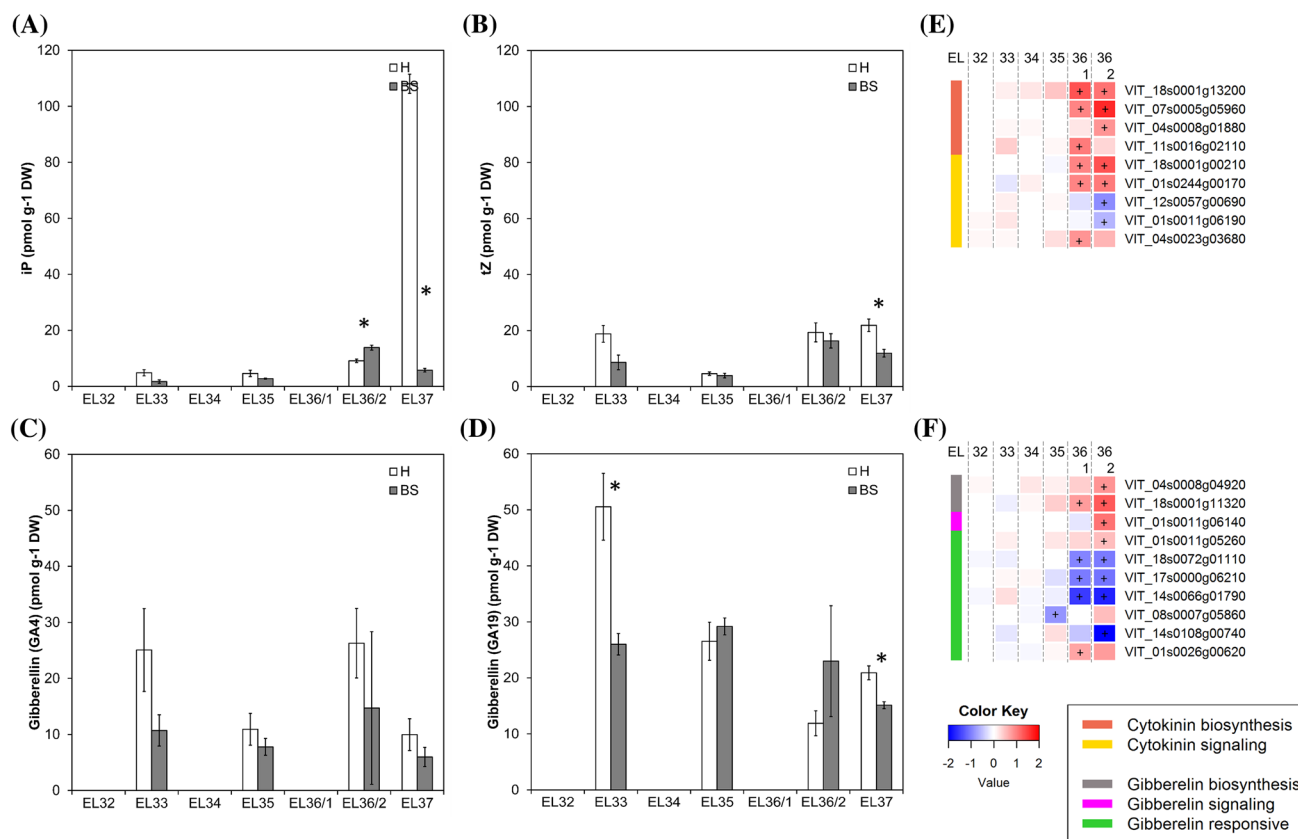 (A)
120
100
80
60
40
20
0
iP (pmol g-1 DW)
H
BS
*
*
EL32 EL33 EL34 EL35 EL36/1 EL36/2 EL37
(B)
120
100
80
60
40
20
0
tZ (pmol g-1 DW)
H
BS
*
EL32 EL33 EL34 EL35 EL36/1 EL36/2 EL37
(E)
EL 32 33 34 35 36 36
1 2
+ + VIT_18s0001g13200
+ + VIT_07s0005g05960
+ VIT_04s0008g01880
+ VIT_11s0016g02110
+ + VIT_18s0001g00210
+ + VIT_01s0244g00170
+ VIT_12s0057g00690
+ VIT_01s0011g06190
+ VIT_04s0023g03680
(C)
60
50
40
30
20
10
0
Gibberellin (GA4) (pmol g-1 DW)
H
BS
EL32 EL33 EL34 EL35 EL36/1 EL36/2 EL37
(D)
60
50
40
30
20
10
0
Gibberellin (GA19) (pmol g-1 DW)
H
BS
*
*
EL32 EL33 EL34 EL35 EL36/1 EL36/2 EL37
(F)
EL 32 33 34 35 36 36
1 2
+ VIT_04s0008g04920
+ + VIT_18s0001g11320
+ VIT_01s0011g06140
+ VIT_01s0011g05260
+ + VIT_18s0072g01110
+ + VIT_17s0000g06210
+ + VIT_14s0066g01790
+ VIT_08s0007g05860
+ VIT_14s0108g00740
+ VIT_01s0026g00620
Color Key
-2 -1 0 1 2
Value
Cytokinin biosynthesis
Cytokinin signaling
Gibberelin biosynthesis
Gibberelin signaling
Gibberelin responsive